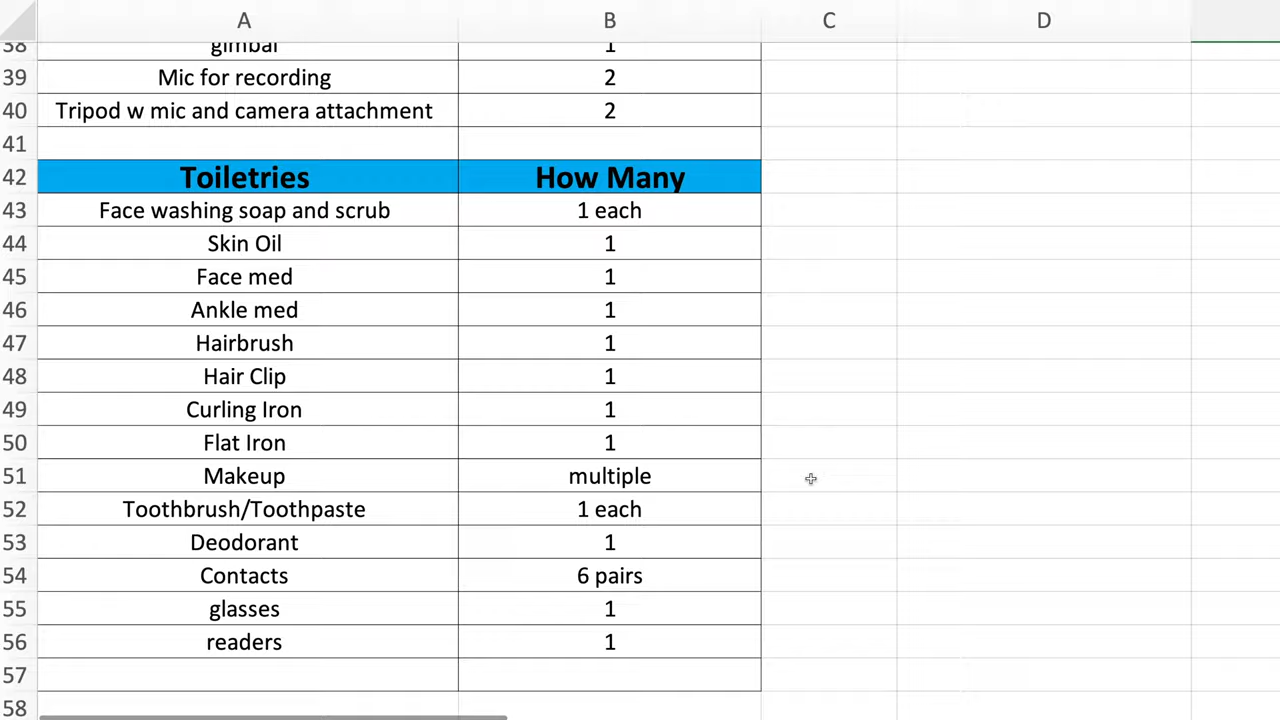 A B C D
38 gimbal 1
39 Mic for recording 2
40 Tripod w mic and camera attachment 2
41
42 Toiletries How Many
43 Face washing soap and scrub 1 each
44 Skin Oil 1
45 Face med 1
46 Ankle med 1
47 Hairbrush 1
48 Hair Clip 1
49 Curling Iron 1
50 Flat Iron 1
51 Makeup multiple
52 Toothbrush/Toothpaste 1 each
53 Deodorant 1
54 Contacts 6 pairs
55 glasses 1
56 readers 1
57
58